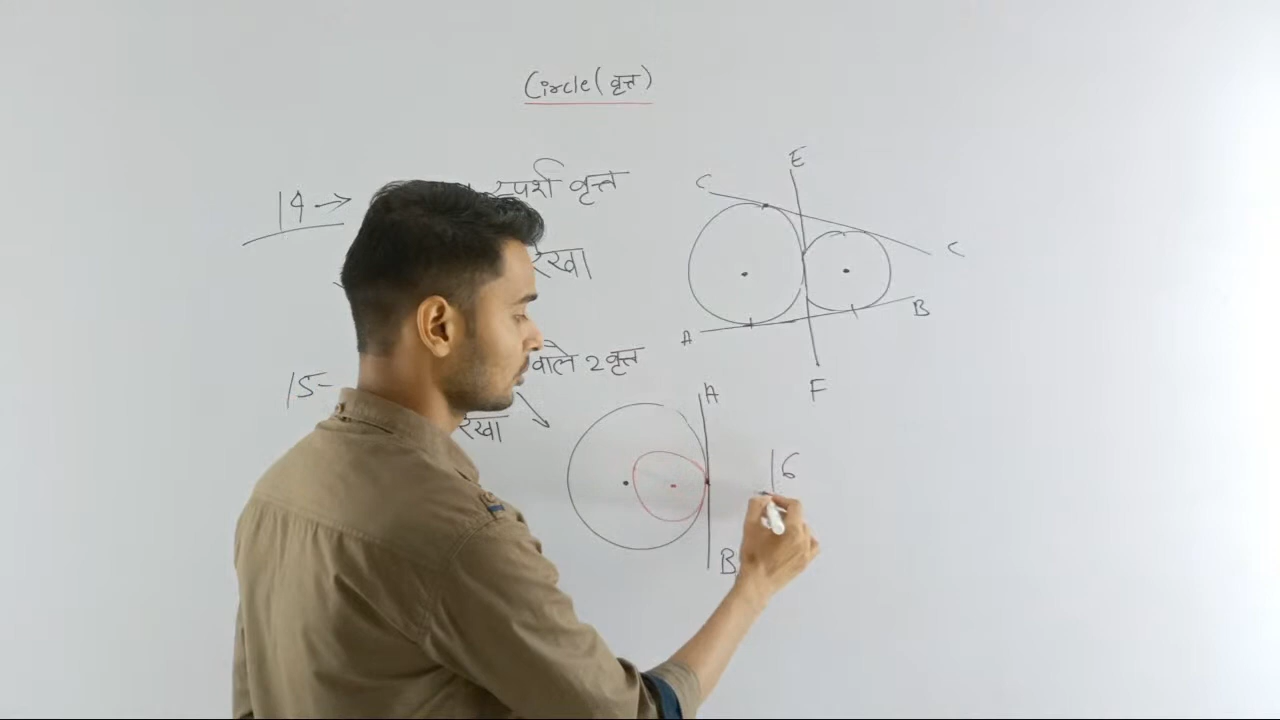 Circle (वृत्त)
14 → स्पर्श वृत्त
रेखा
15- वाले 2 वृत्त
रेखा
E
C
C
A
B
F
A
16
B